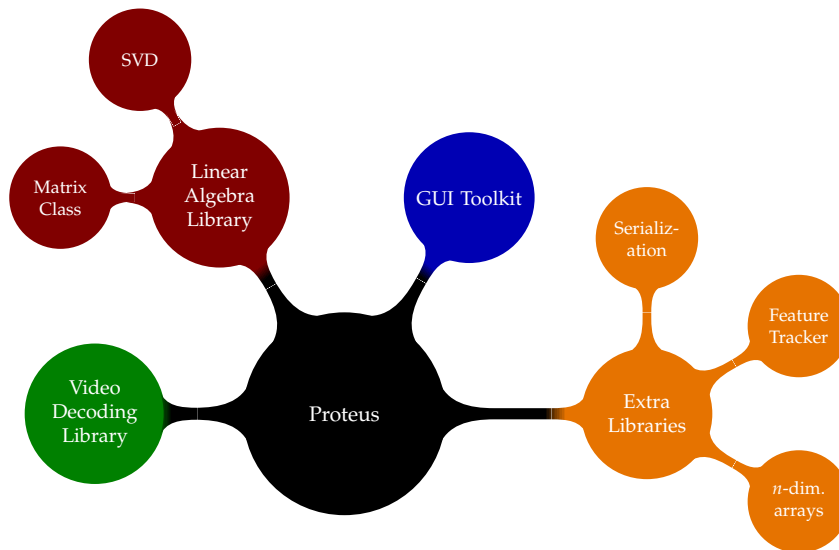 SVD
Matrix
Class
Linear
Algebra
Library
GUI Toolkit
Serializ-
ation
Feature
Tracker
Video
Decoding
Library
Proteus
Extra
Libraries
n-dim.
arrays